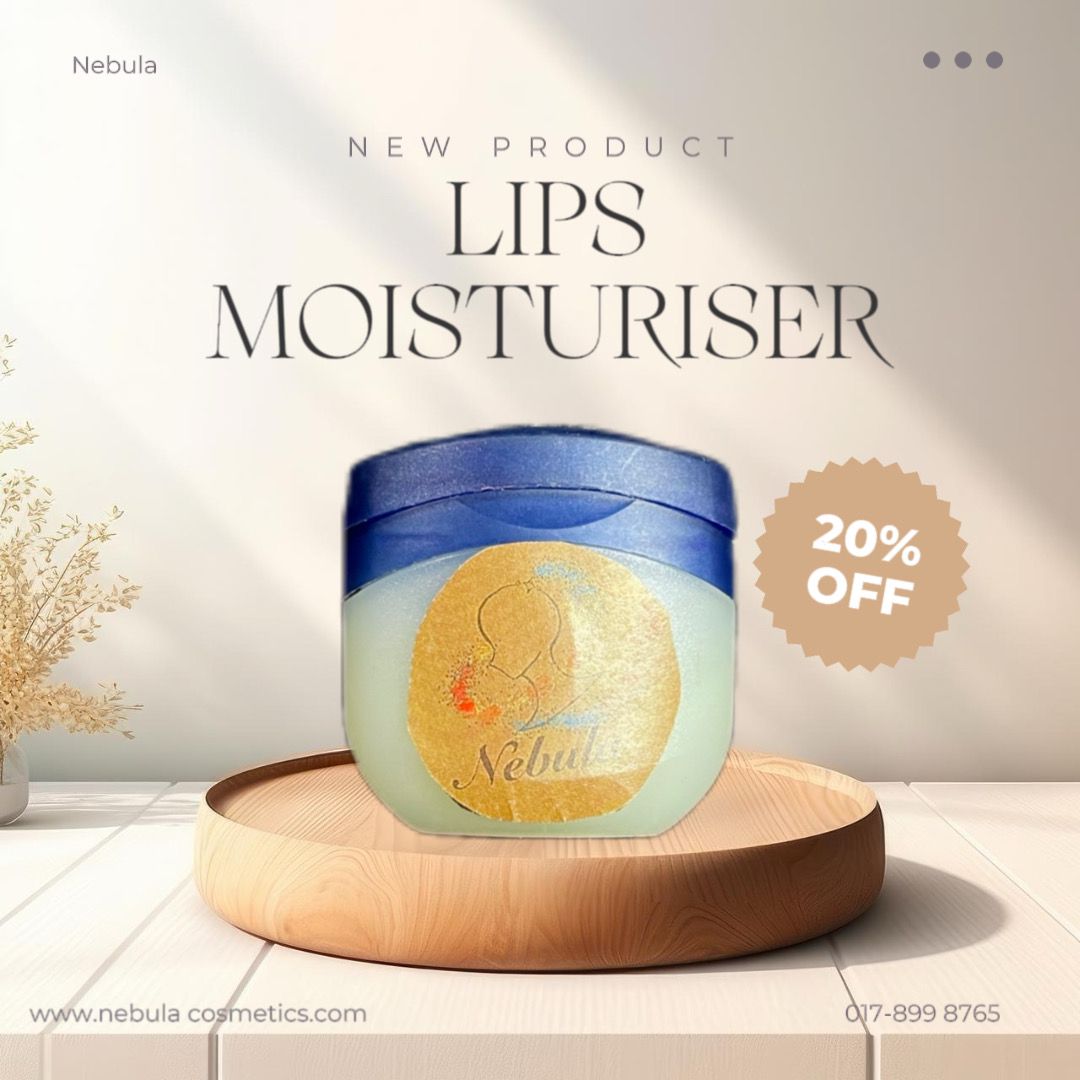 Nebula
NEW PRODUCT
LIPS
MOISTURISER
20%
OFF
Nebula
www.nebula cosmetics.com
017-899 8765